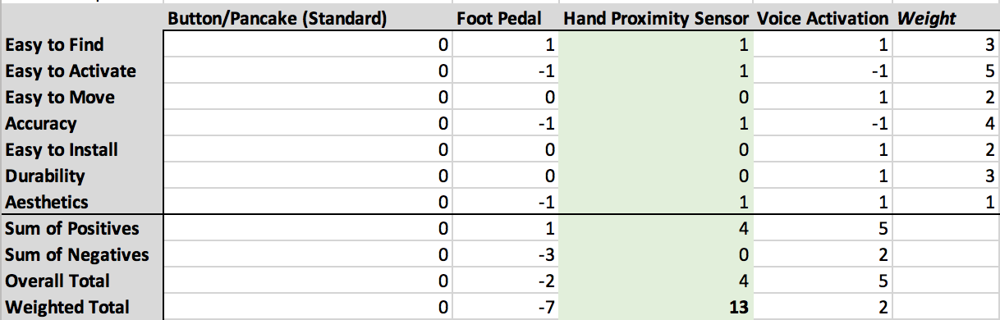 Button/Pancake (Standard) Foot Pedal Hand Proximity Sensor Voice Activation Weight
Easy to Find 0 1 1 1 3
Easy to Activate 0 -1 1 -1 5
Easy to Move 0 0 0 1 2
Accuracy 0 -1 1 -1 4
Easy to Install 0 0 0 1 2
Durability 0 0 0 1 3
Aesthetics 0 -1 1 1 1
Sum of Positives 0 1 4 5
Sum of Negatives 0 -3 0 2
Overall Total 0 -2 4 5
Weighted Total 0 -7 13 2